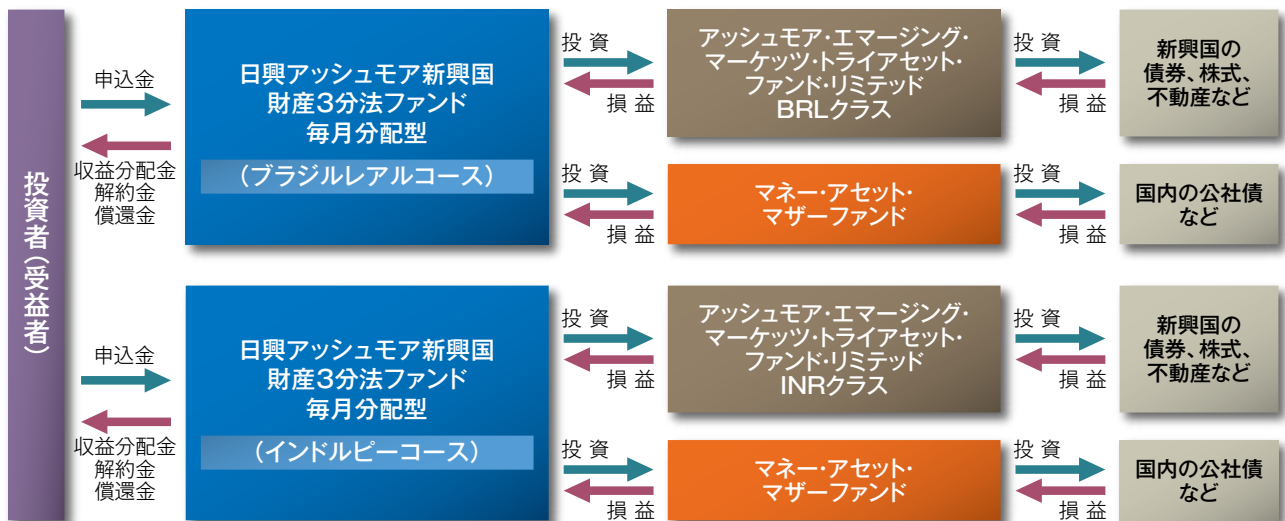 投資者(受益者)
申込金
収益分配金
解約金
償還金
日興アッシュモア新興国
財産3分法ファンド
毎月分配型
(ブラジルレアルコース)
投資
損益
アッシュモア・エマージング・
マーケッツ・トライアセット・
ファンド・リミテッド
BRLクラス
投資
損益
新興国の
債券、株式、
不動産など
投資
損益
マネー・アセット・
マザーファンド
投資
損益
国内の公社債
など
申込金
収益分配金
解約金
償還金
日興アッシュモア新興国
財産3分法ファンド
毎月分配型
(インドルピーコース)
投資
損益
アッシュモア・エマージング・
マーケッツ・トライアセット・
ファンド・リミテッド
INRクラス
投資
損益
新興国の
債券、株式、
不動産など
投資
損益
マネー・アセット・
マザーファンド
投資
損益
国内の公社債
など